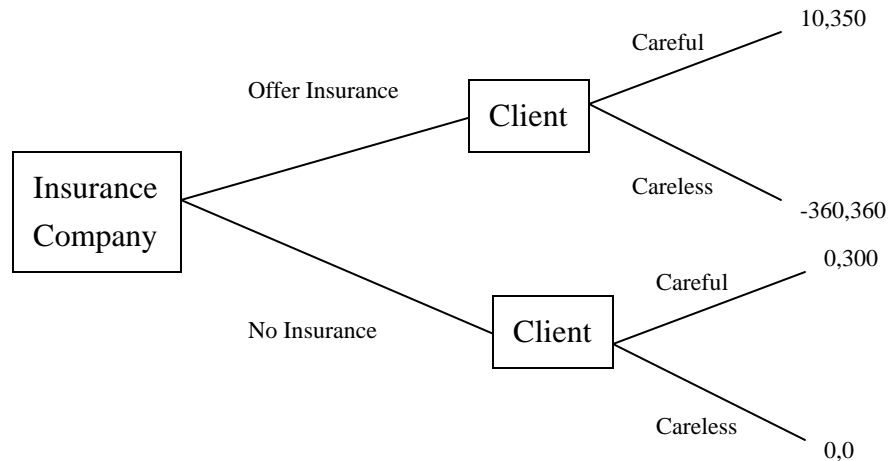 10,350
Careful
Offer Insurance
Client
Careless
-360,360
Insurance
Company
0,300
Careful
No Insurance
Client
Careless
0,0